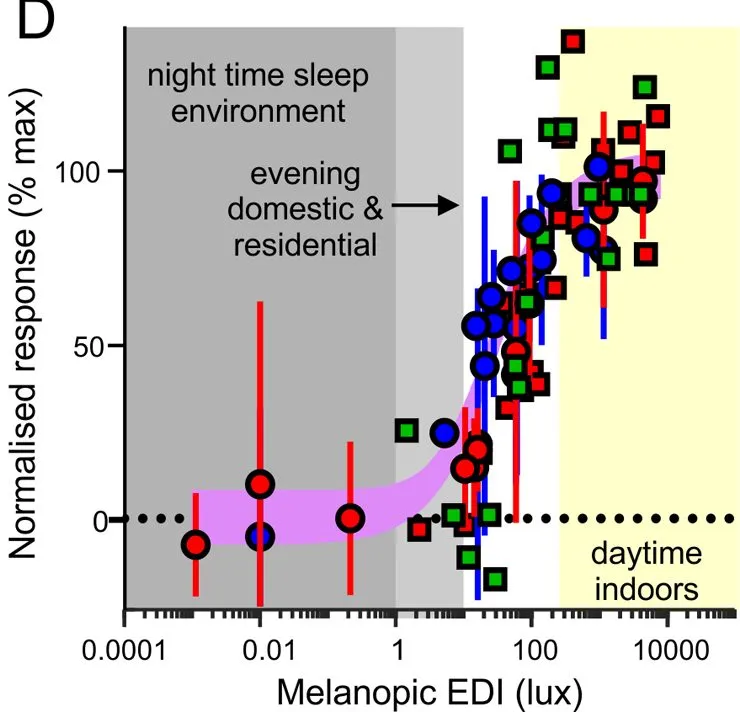 D
Normalised response (% max)
100
50
0
night time sleep
environment
evening
domestic &
residential
daytime
indoors
0.0001
0.01
1
100
10000
Melanopic EDI (lux)